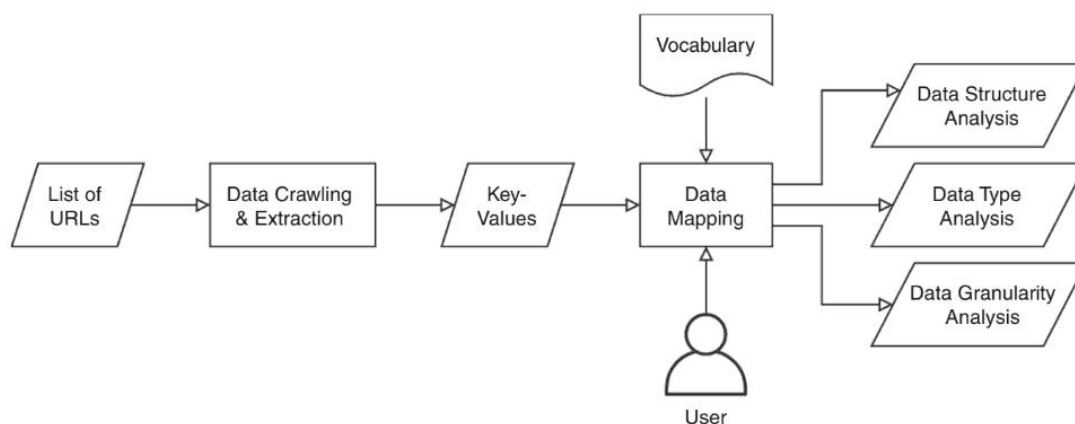 Vocabulary
Data Structure
Analysis
List of
URLs
Data Crawling
& Extraction
Key-
Values
Data
Mapping
Data Type
Analysis
Data Granularity
Analysis
User